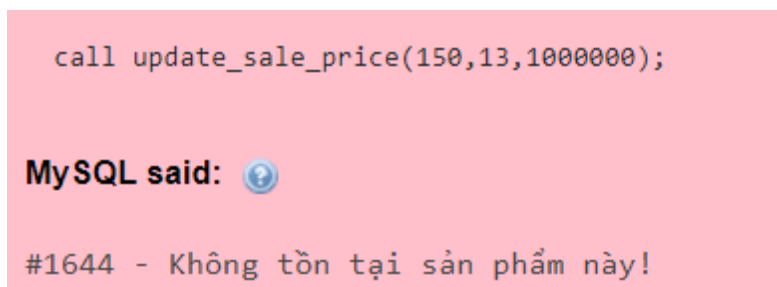 call update_sale_price(150,13,1000000);
MySQL said:
#1644 - Không tồn tại sản phẩm này!